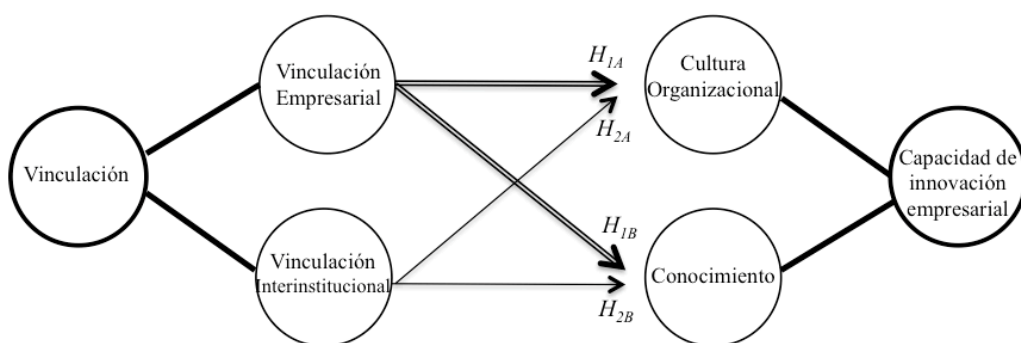 Vinculación
Vinculación
Empresarial
Vinculación
Interinstitucional
H1A
H2A
H1B
H2B
Cultura
Organizacional
Conocimiento
Capacidad de
innovación
empresarial